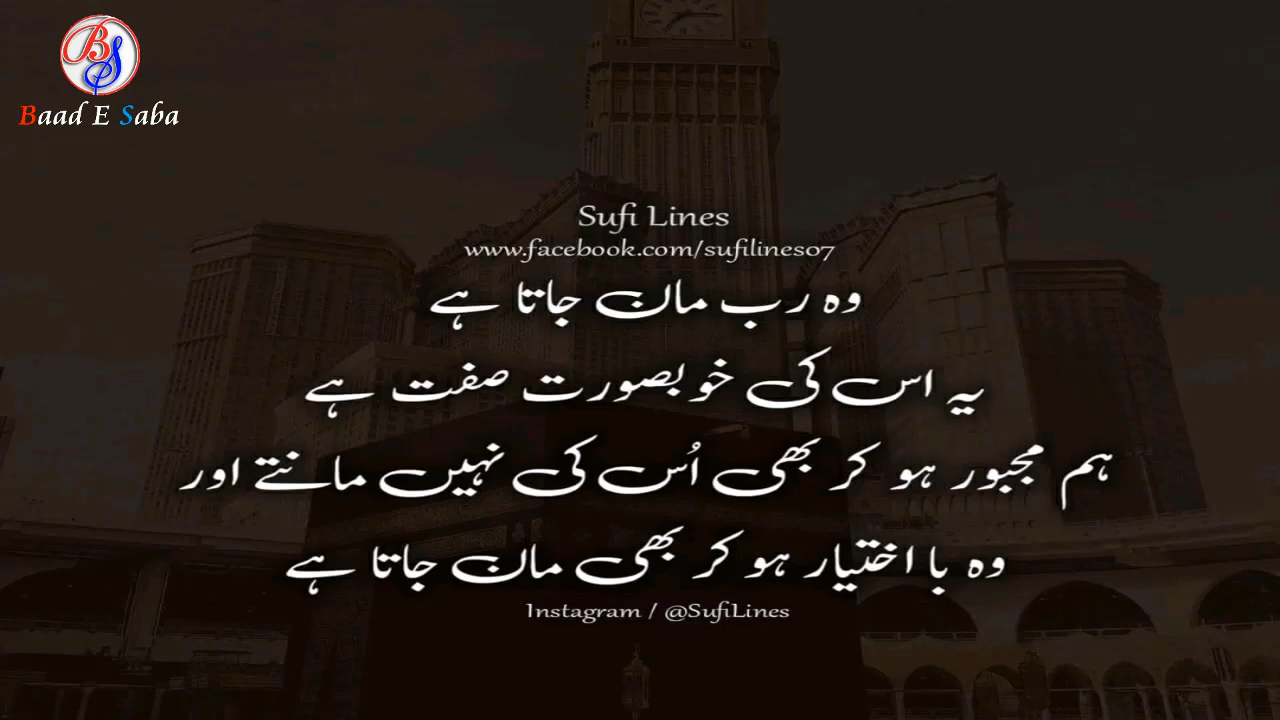 BS
Baad E Saba
Sufi Lines
www.facebook.com/sufilines07
وہ رب مان جاتا ہے
یہ اس کی خوبصورت صفت ہے
ہم مجبور ہو کر بھی اُس کی نہیں مانتے اور
وہ با اختیار ہو کر بھی مان جاتا ہے
Instagram / @SufiLines